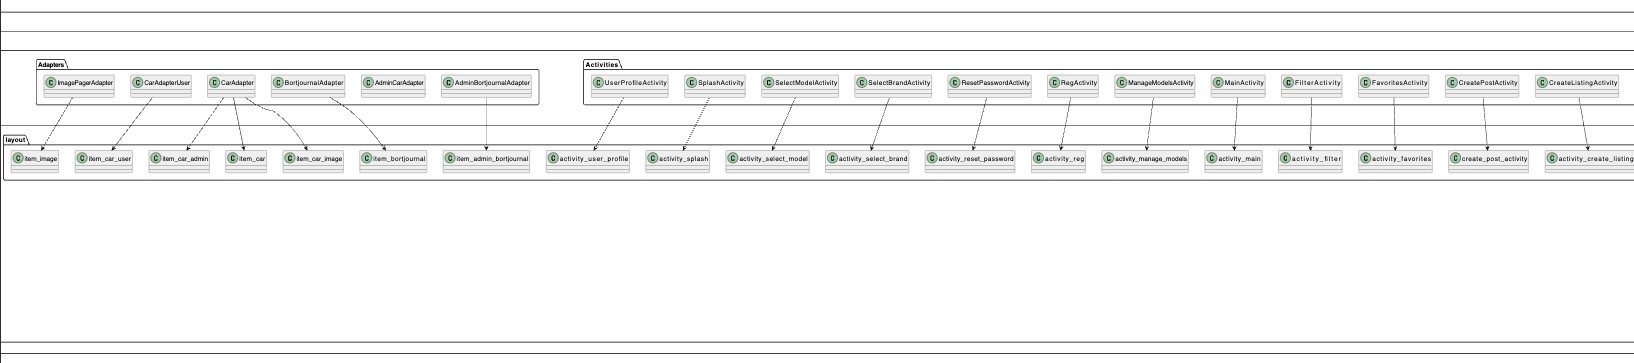 Adapters
Activities
C ImagePagerAdapter
C CarAdapterUser
C CarAdapter
C BortjournalAdapter
C AdminCarAdapter
C AdminBortjournalAdapter
C UserProfileActivity
C SplashActivity
C SelectModelActivity
C SelectBrandActivity
C ResetPasswordActivity
C RegActivity
C ManageModelsActivity
C MainActivity
C FilterActivity
C FavoritesActivity
C CreatePostActivity
C CreateListingActivity
layout
C item_image
C item_car_user
C item_car_admin
C item_car
C item_car_image
C item_bortjournal
C item_admin_bortjournal
C activity_user_profile
C activity_splash
C activity_select_model
C activity_select_brand
C activity_reset_password
C activity_reg
C activity_manage_models
C activity_main
C activity_filter
C activity_favorites
C create_post_activity
C activity_create_listing